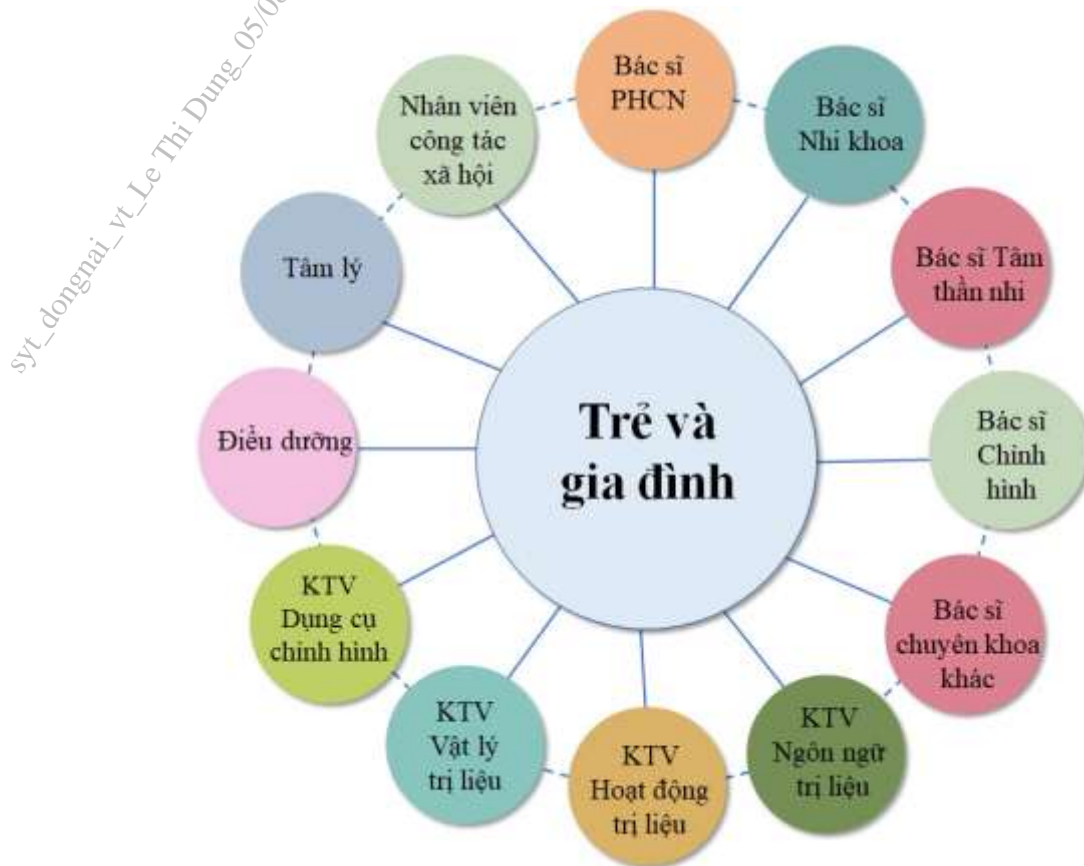 syt_dongnai_vt_Le Thi Dung_05/0
Bác sĩ
PHCN
Bác sĩ
Nhi khoa
Bác sĩ Tâm
thần nhi
Bác sĩ
Chỉnh
hình
Bác sĩ
chuyên khoa
khác
KTV
Ngôn ngữ
trị liệu
KTV
Hoạt động
trị liệu
KTV
Vật lý
trị liệu
KTV
Dụng cụ
chỉnh hình
Điều dưỡng
Tâm lý
Nhân viên
công tác
xã hội
Trẻ và
gia đình